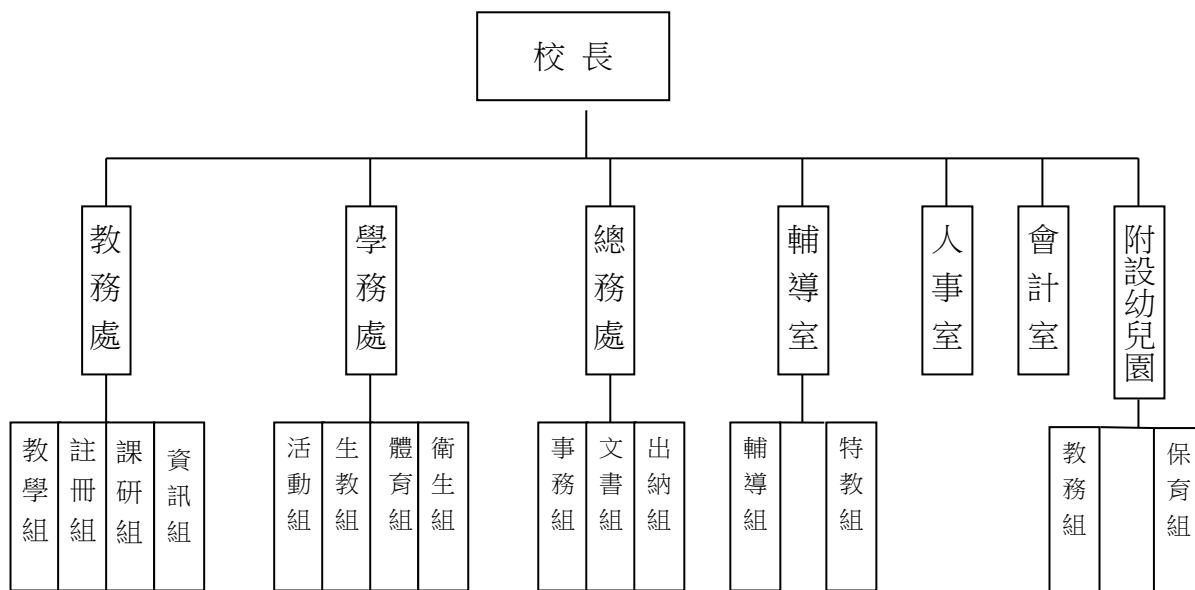 校 長
教務處
學務處
總務處
輔導室
人事室
會計室
附設幼兒園
教學組
註冊組
課研組
資訊組
活動組
生教組
體育組
衛生組
事務組
文書組
出納組
輔導組
特教組
教務組
保育組